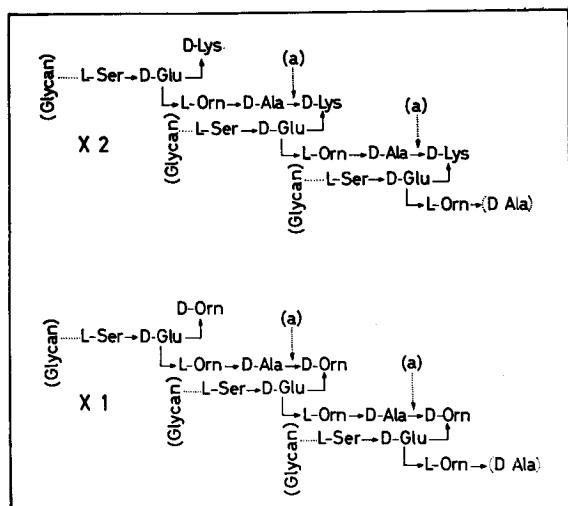 D-Lys
(Glycan) L-Ser→D-Glu (a)
L-Orn→D-Ala→D-Lys
X 2 (Glycan) L-Ser→D-Glu (a)
L-Orn→D-Ala→D-Lys
(Glycan) L-Ser→D-Glu
L-Orn→(D Ala)
D-Orn
(Glycan) L-Ser→D-Glu (a)
L-Orn→D-Ala→D-Orn
X 1 (Glycan) L-Ser→D-Glu (a)
L-Orn→D-Ala→D-Orn
(Glycan) L-Ser→D-Glu
L-Orn→(D Ala)